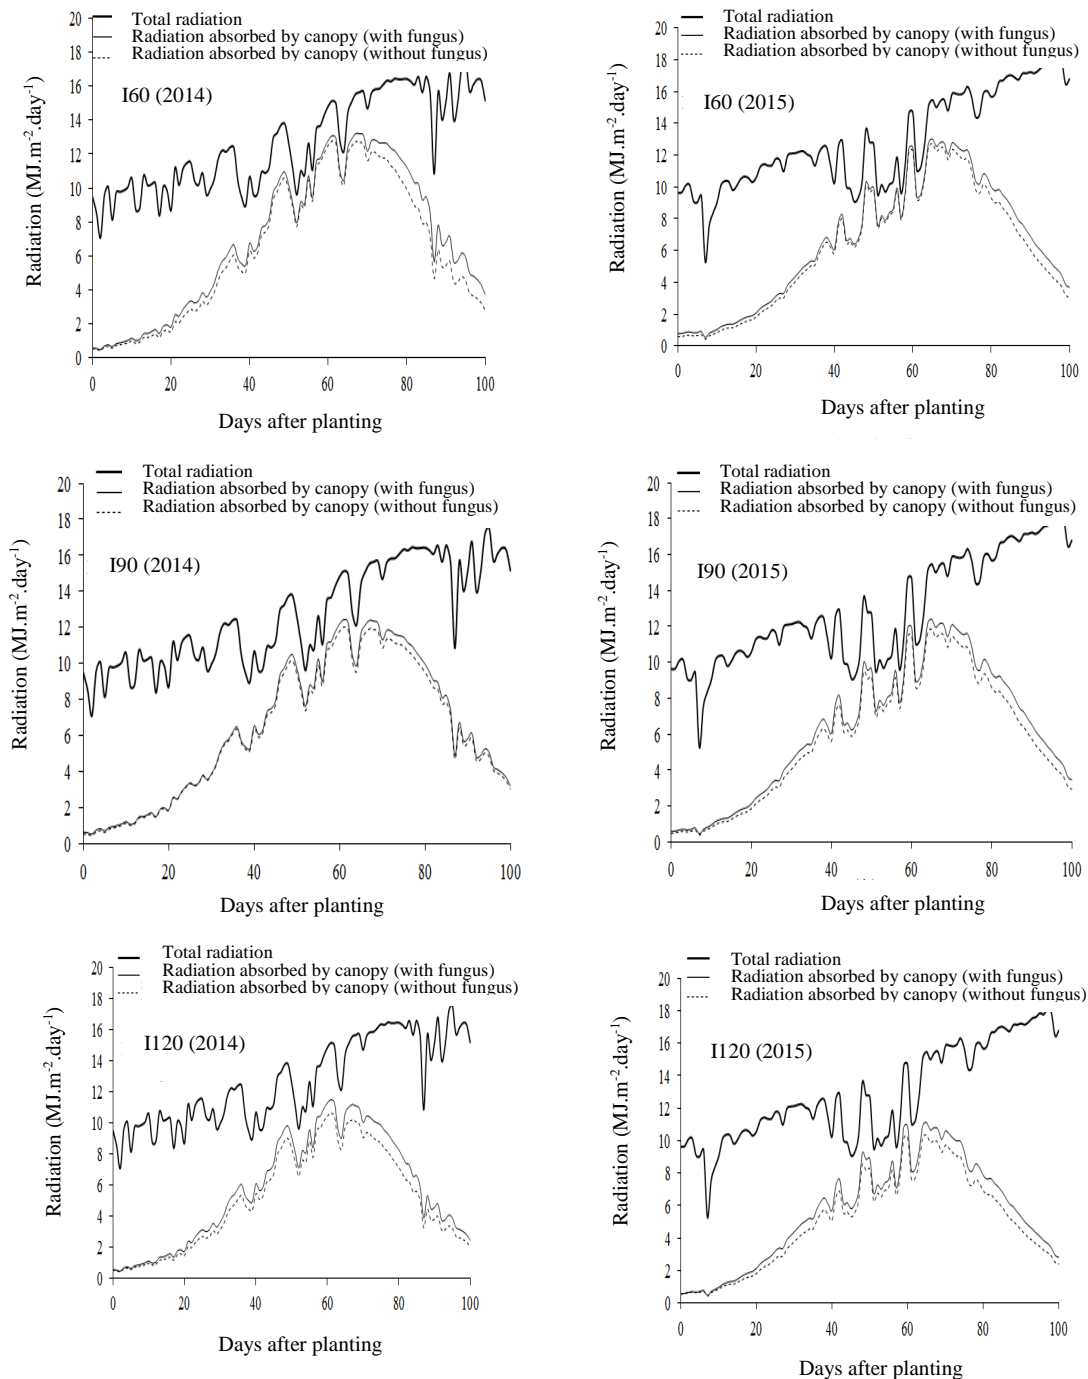 Total radiation
Radiation absorbed by canopy (with fungus)
Radiation absorbed by canopy (without fungus)
I60 (2014)
Radiation (MJ.m-2.day-1)
20
18
16
14
12
10
8
6
4
2
0
0 20 40 60 80 100
Days after planting
Total radiation
Radiation absorbed by canopy (with fungus)
Radiation absorbed by canopy (without fungus)
I60 (2015)
Radiation (MJ.m-2.day-1)
20
18
16
14
12
10
8
6
4
2
0
0 20 40 60 80 100
Days after planting
Total radiation
Radiation absorbed by canopy (with fungus)
Radiation absorbed by canopy (without fungus)
I90 (2014)
Radiation (MJ.m-2.day-1)
20
18
16
14
12
10
8
6
4
2
0
0 20 40 60 80 100
Days after planting
Total radiation
Radiation absorbed by canopy (with fungus)
Radiation absorbed by canopy (without fungus)
I90 (2015)
Radiation (MJ.m-2.day-1)
20
18
16
14
12
10
8
6
4
2
0
0 20 40 60 80 100
Days after planting
Total radiation
Radiation absorbed by canopy (with fungus)
Radiation absorbed by canopy (without fungus)
I120 (2014)
Radiation (MJ.m-2.day-1)
20
18
16
14
12
10
8
6
4
2
0
0 20 40 60 80 100
Days after planting
Total radiation
Radiation absorbed by canopy (with fungus)
Radiation absorbed by canopy (without fungus)
I120 (2015)
Radiation (MJ.m-2.day-1)
20
18
16
14
12
10
8
6
4
2
0
0 20 40 60 80 100
Days after planting